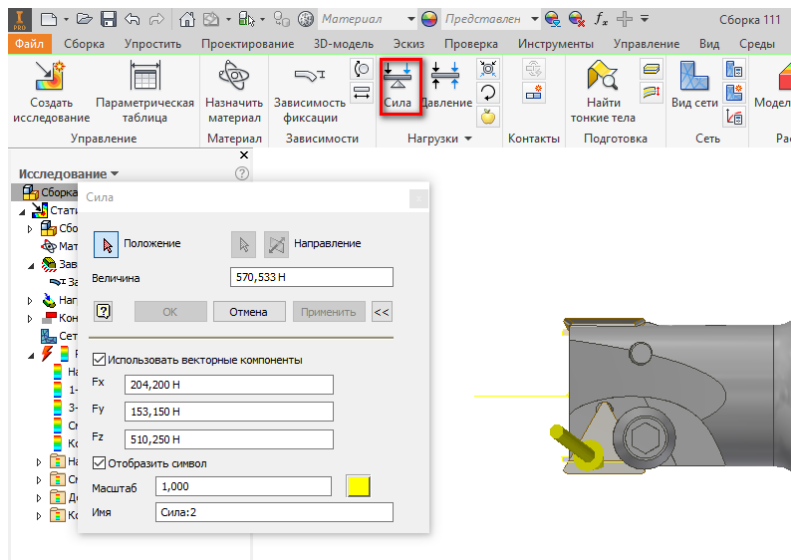 PRO
Материал
Представлен
fx
Сборка 111
Файл Сборка Упростить Проектирование 3D-модель Эскиз Проверка Инструменты Управление Вид Среды
Создать исследование
Параметрическая таблица
Назначить материал
Зависимость фиксации
Сила
Давление
Найти тонкие тела
Вид сети
Управление Материал Зависимости Нагрузки Контакты Подготовка Сеть
Исследование
Сборка
Сила
Положение Направление
Величина 570,533 Н
ОК Отмена Применить <<
Использовать векторные компоненты
Fx 204,200 Н
Fy 153,150 Н
Fz 510,250 Н
Отобразить символ
Масштаб 1,000
Имя Сила:2